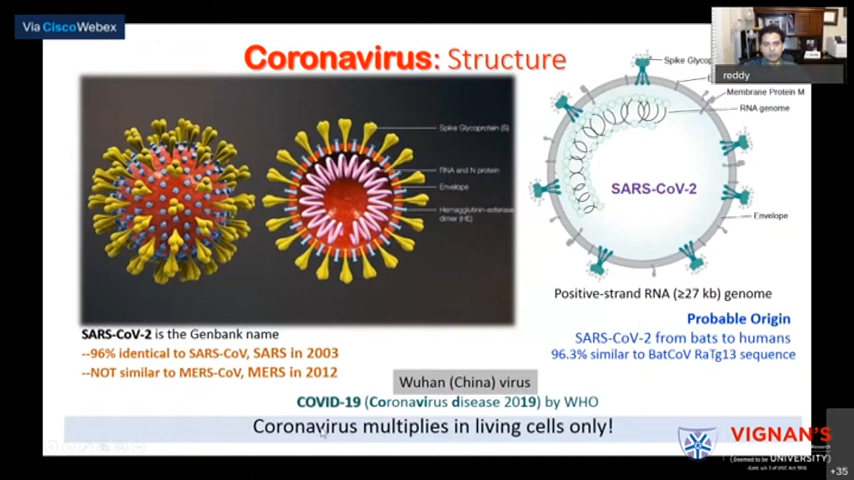 Via CiscoWebex
Coronavirus: Structure
reddy
Spike Glycoprotein (S)
RNA and N protein
Envelope
Hemagglutinin-esterase
dimer (HE)
Spike Glycop
Membrane Protein M
RNA genome
SARS-CoV-2
Envelope
Positive-strand RNA (≥27 kb) genome
Probable Origin
SARS-CoV-2 from bats to humans
96.3% similar to BatCoV RaTg13 sequence
SARS-CoV-2 is the Genbank name
--96% identical to SARS-CoV, SARS in 2003
--NOT similar to MERS-CoV, MERS in 2012
Wuhan (China) virus
COVID-19 (Coronavirus disease 2019) by WHO
Coronavirus multiplies in living cells only!
VIGNAN'S
(Deemed to be UNIVERSITY)
+35